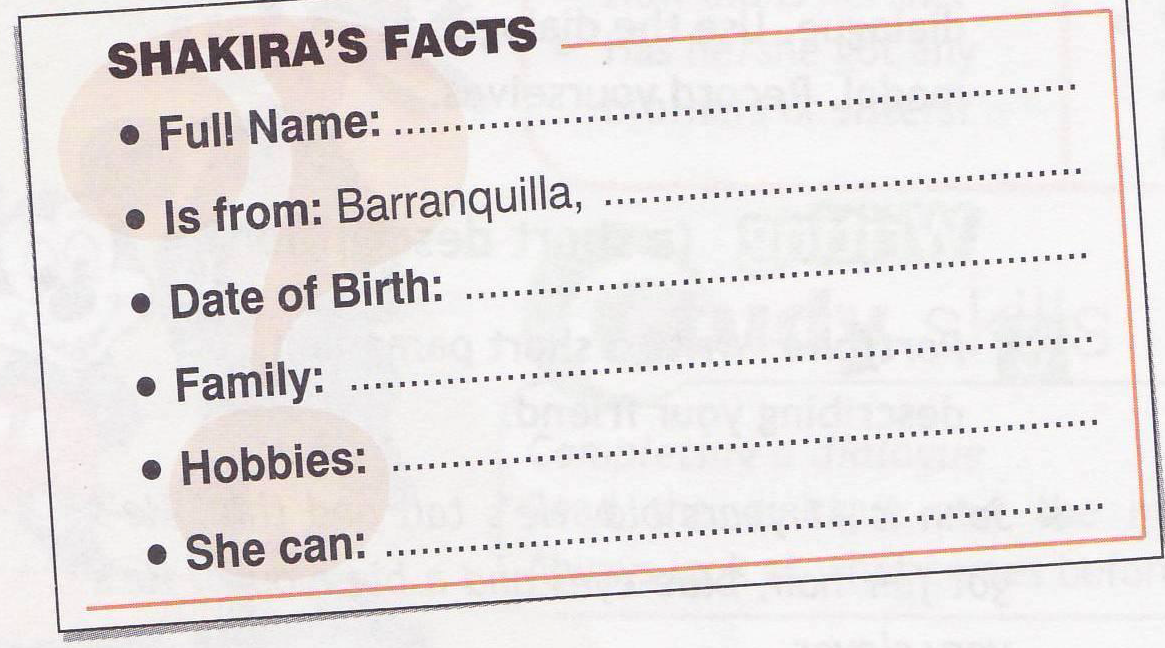 SHAKIRA'S FACTS
• Full Name: ........................................................
• Is from: Barranquilla, .......................................
• Date of Birth: ...................................................
• Family: ............................................................
• Hobbies: .........................................................
• She can: .........................................................